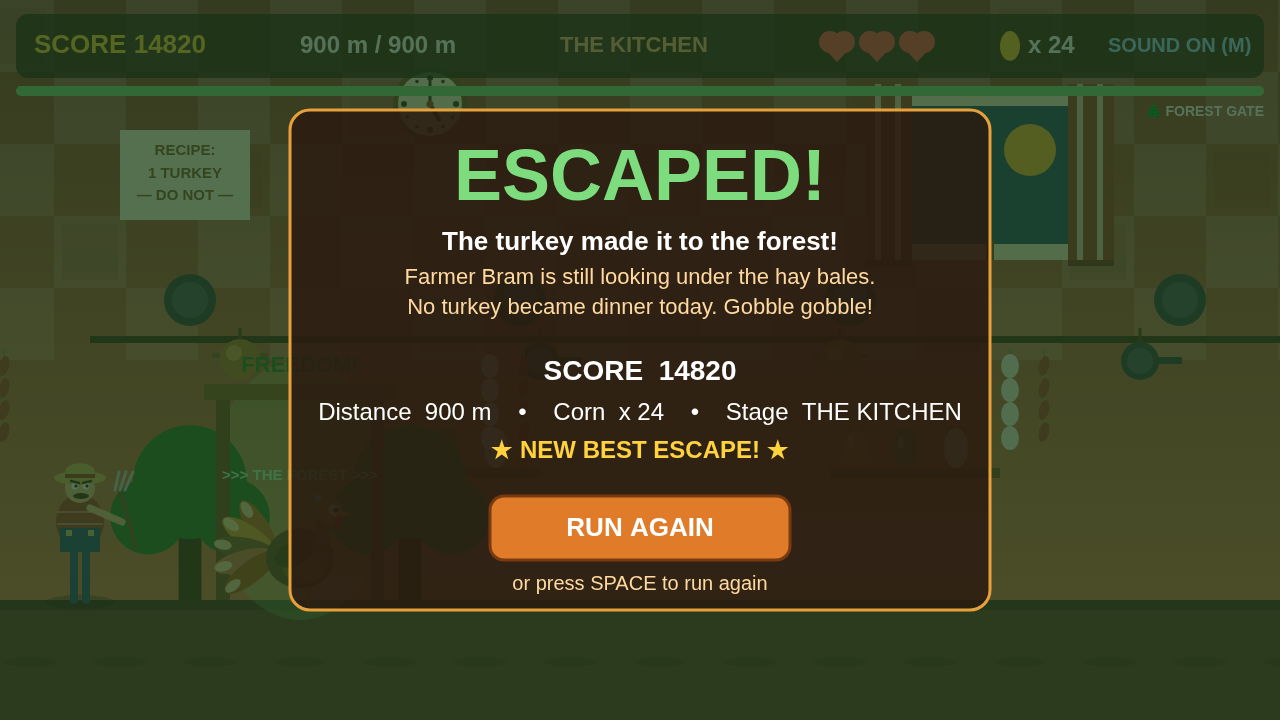 SCORE 14820 900 m / 900 m THE KITCHEN x 24 SOUND ON (M)
FOREST GATE
RECIPE:
1 TURKEY
— DO NOT —
ESCAPED!
The turkey made it to the forest!
Farmer Bram is still looking under the hay bales.
No turkey became dinner today. Gobble gobble!
FREEDOM!
SCORE 14820
Distance 900 m • Corn x 24 • Stage THE KITCHEN
★ NEW BEST ESCAPE! ★
>>> THE FOREST >>>
RUN AGAIN
or press SPACE to run again